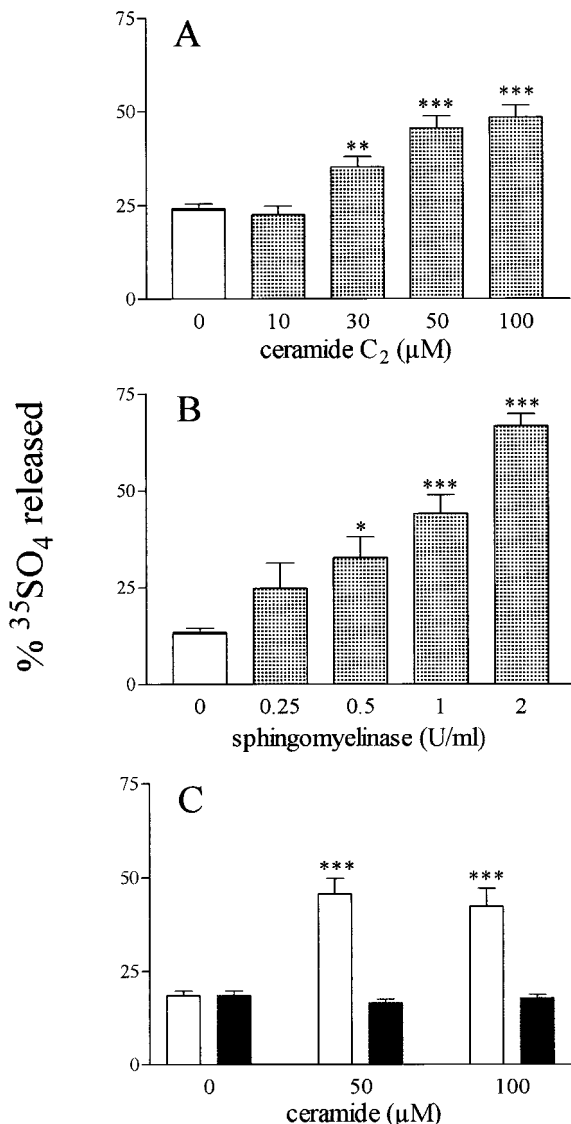 % ³⁵SO₄ released
A
75
50
25
0
** *** ***
0 10 30 50 100
ceramide C₂ (µM)
B
75
50
25
0
* *** ***
0 0.25 0.5 1 2
sphingomyelinase (U/ml)
C
75
50
25
0
*** ***
0 50 100
ceramide (µM)